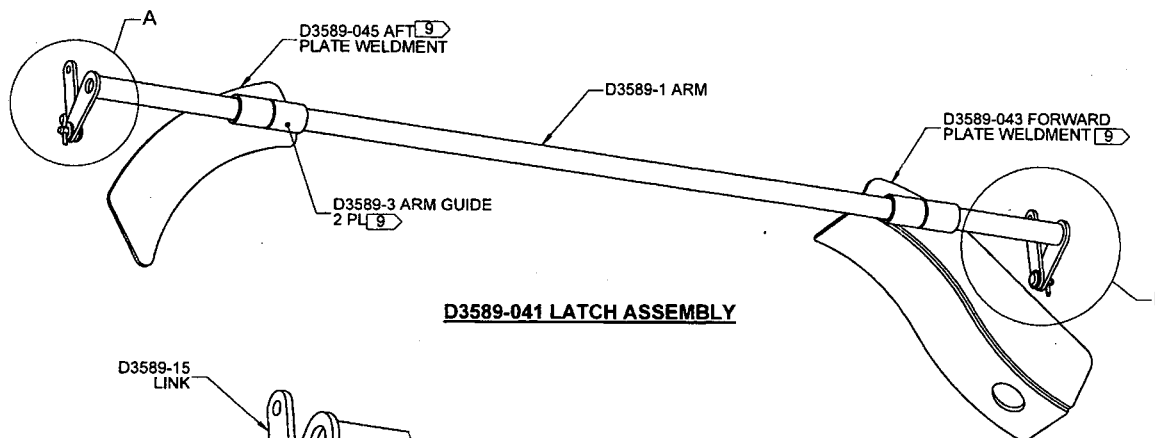 A
D3589-045 AFT 9
PLATE WELDMENT
D3589-1 ARM
D3589-043 FORWARD
PLATE WELDMENT 9
D3589-3 ARM GUIDE
2 PL 9
D3589-041 LATCH ASSEMBLY
D3589-15
LINK